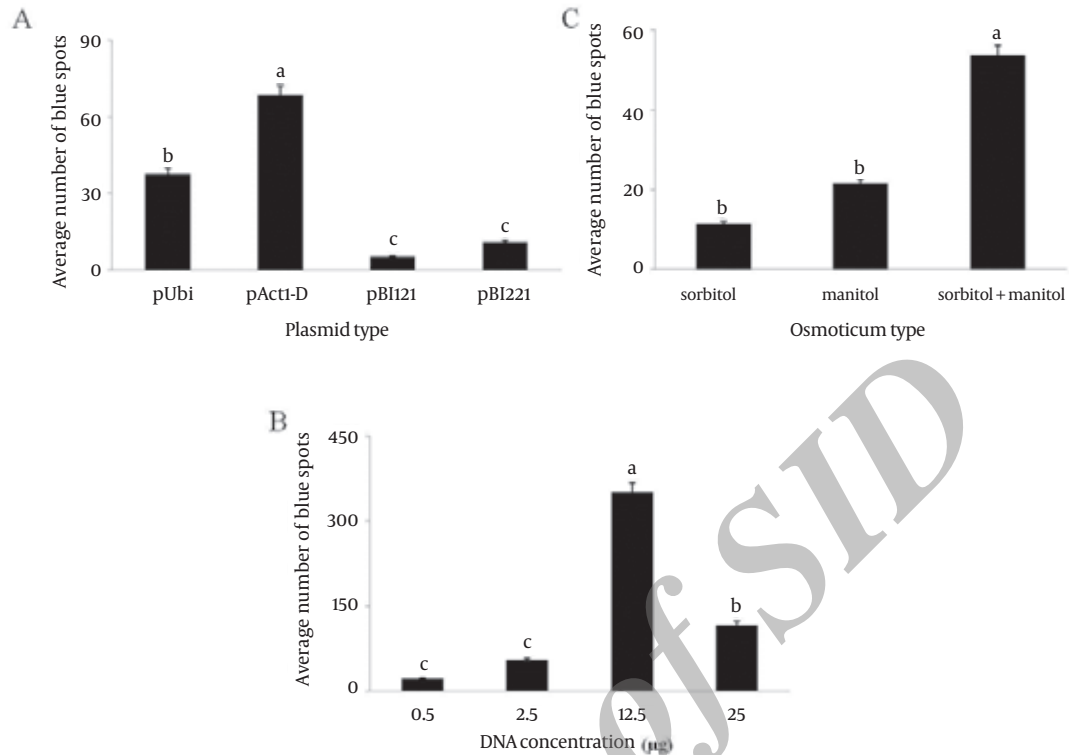 A
Average number of blue spots
90
60
30
0
b
a
c
c
pUbi
pAct1-D
pBI121
pBI221
Plasmid type
C
Average number of blue spots
60
40
20
0
b
b
a
sorbitol
manitol
sorbitol + manitol
Osmoticum type
B
Average number of blue spots
450
300
150
0
c
c
a
b
0.5
2.5
12.5
25
DNA concentration (μg)
of SID